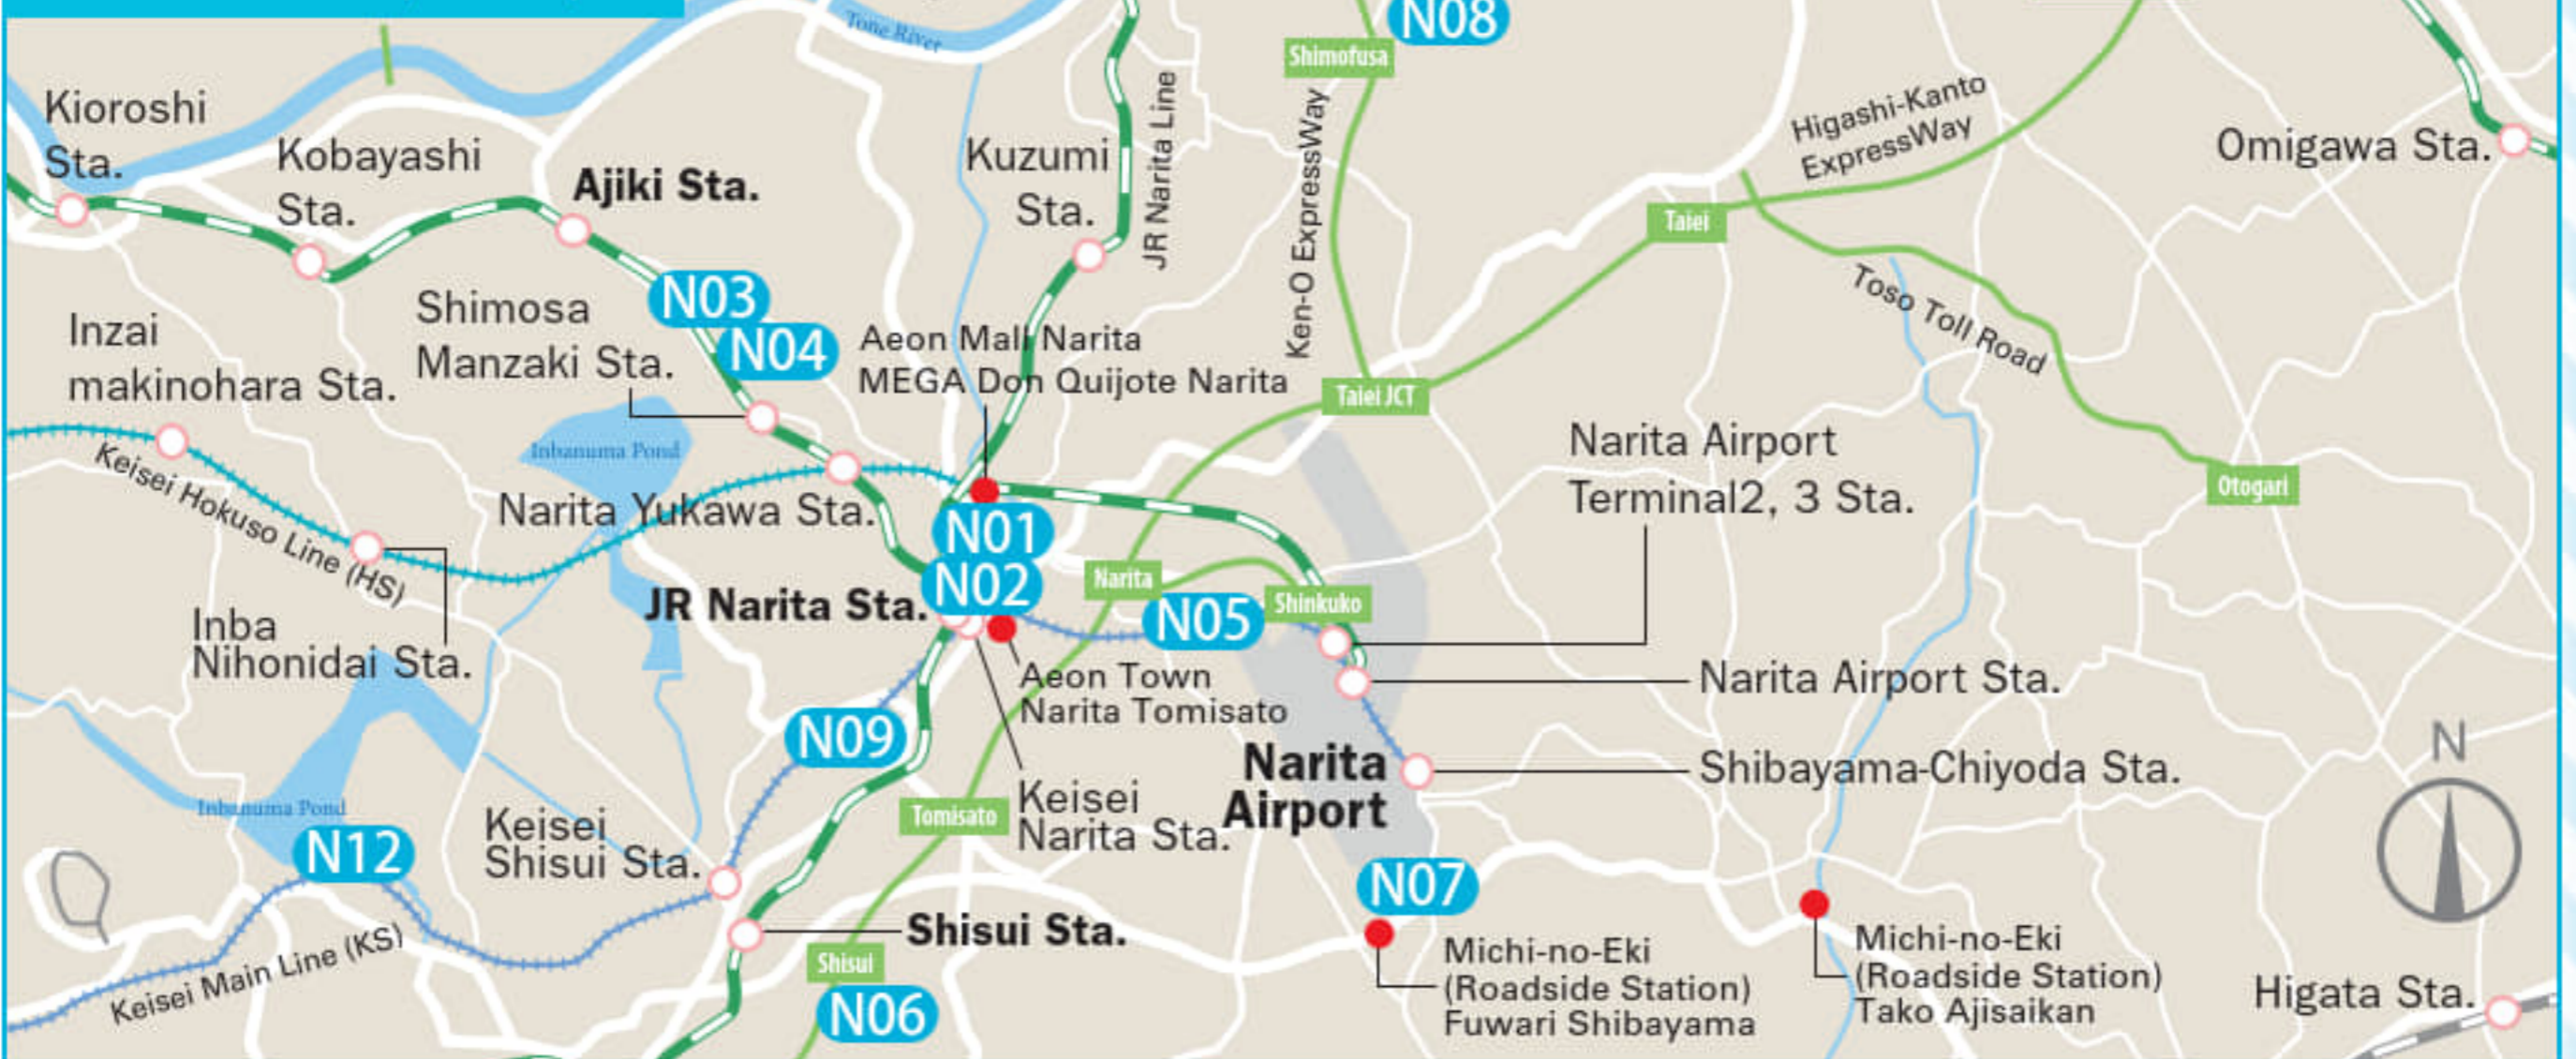 Tone River
N08
Shimofusa
Kioroshi
Sta.
Kobayashi
Sta.
Ajiki Sta.
Kuzumi
Sta.
JR Narita Line
Ken-O ExpressWay
Higashi-Kanto
ExpressWay
Omigawa Sta.
Taiei
Toso Toll Road
N03
N04
Shimosa
Manzaki Sta.
Inzai
makinohara Sta.
Aeon Mall Narita
MEGA Don Quijote Narita
Taiei JCT
Keisei Hokuso Line (HS)
Inbanuma Pond
Narita Yukawa Sta.
Narita Airport
Terminal2, 3 Sta.
Otogari
N01
N02
JR Narita Sta.
Narita
N05
Shinkuko
Inba
Nihonidai Sta.
Aeon Town
Narita Tomisato
Narita Airport Sta.
N09
Narita
Airport
Shibayama-Chiyoda Sta.
N
Inbanuma Pond
N12
Keisei
Shisui Sta.
Tomisato
Keisei
Narita Sta.
N07
Keisei Main Line (KS)
Shisui Sta.
Shisui
N06
Michi-no-Eki
(Roadside Station)
Fuwari Shibayama
Michi-no-Eki
(Roadside Station)
Tako Ajisaikan
Higata Sta.